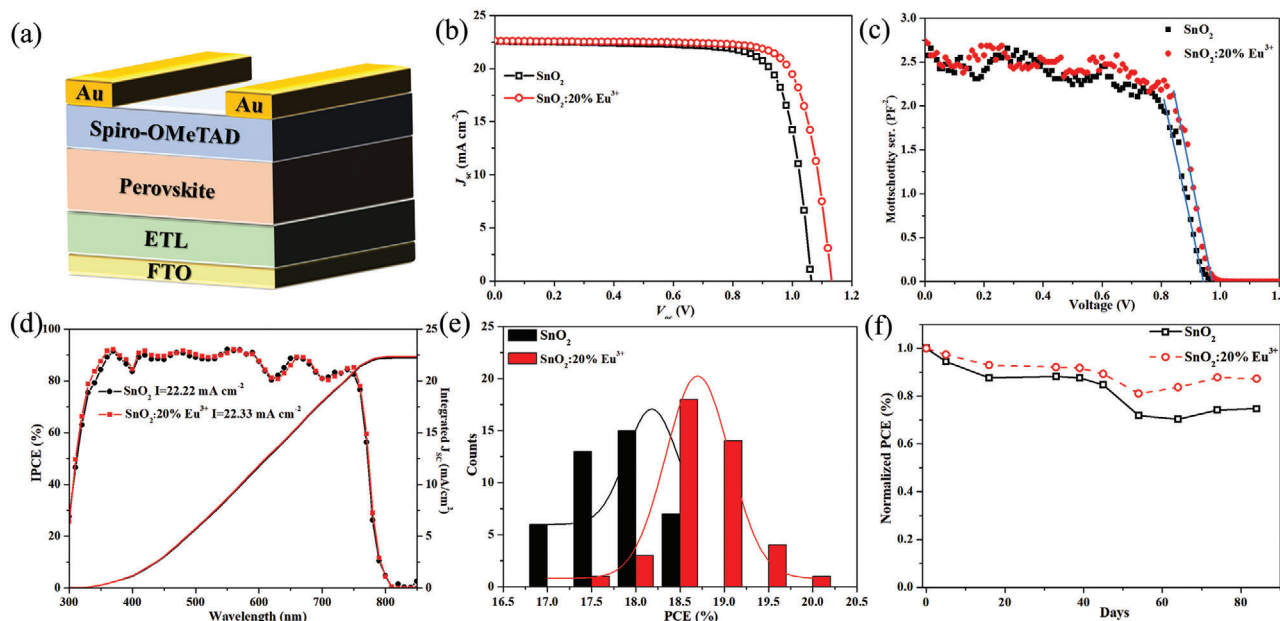 (a)
Au
Au
Spiro-OMeTAD
Perovskite
ETL
FTO
(b)
25
20
15
10
5
0
J_sc (mA cm⁻²)
SnO₂
SnO₂:20% Eu³⁺
0.0 0.2 0.4 0.6 0.8 1.0 1.2
V_oc (V)
(c)
3.0
2.5
2.0
1.5
1.0
0.5
0.0
Mottschottky ser. (PF⁻²)
SnO₂
SnO₂:20% Eu³⁺
0.0 0.2 0.4 0.6 0.8 1.0 1.2
Voltage (V)
(d)
100
80
60
40
20
0
IPCE (%)
SnO₂ I=22.22 mA cm⁻²
SnO₂:20% Eu³⁺ I=22.33 mA cm⁻²
25
20
15
10
5
0
Integrated J_SC (mA/cm²)
300 400 500 600 700 800
Wavelength (nm)
(e)
25
20
15
10
5
0
Counts
SnO₂
SnO₂:20% Eu³⁺
16.5 17.0 17.5 18.0 18.5 19.0 19.5 20.0 20.5
PCE (%)
(f)
1.0
0.8
0.6
0.4
0.2
0.0
Normalized PCE (%)
SnO₂
SnO₂:20% Eu³⁺
0 20 40 60 80
Days